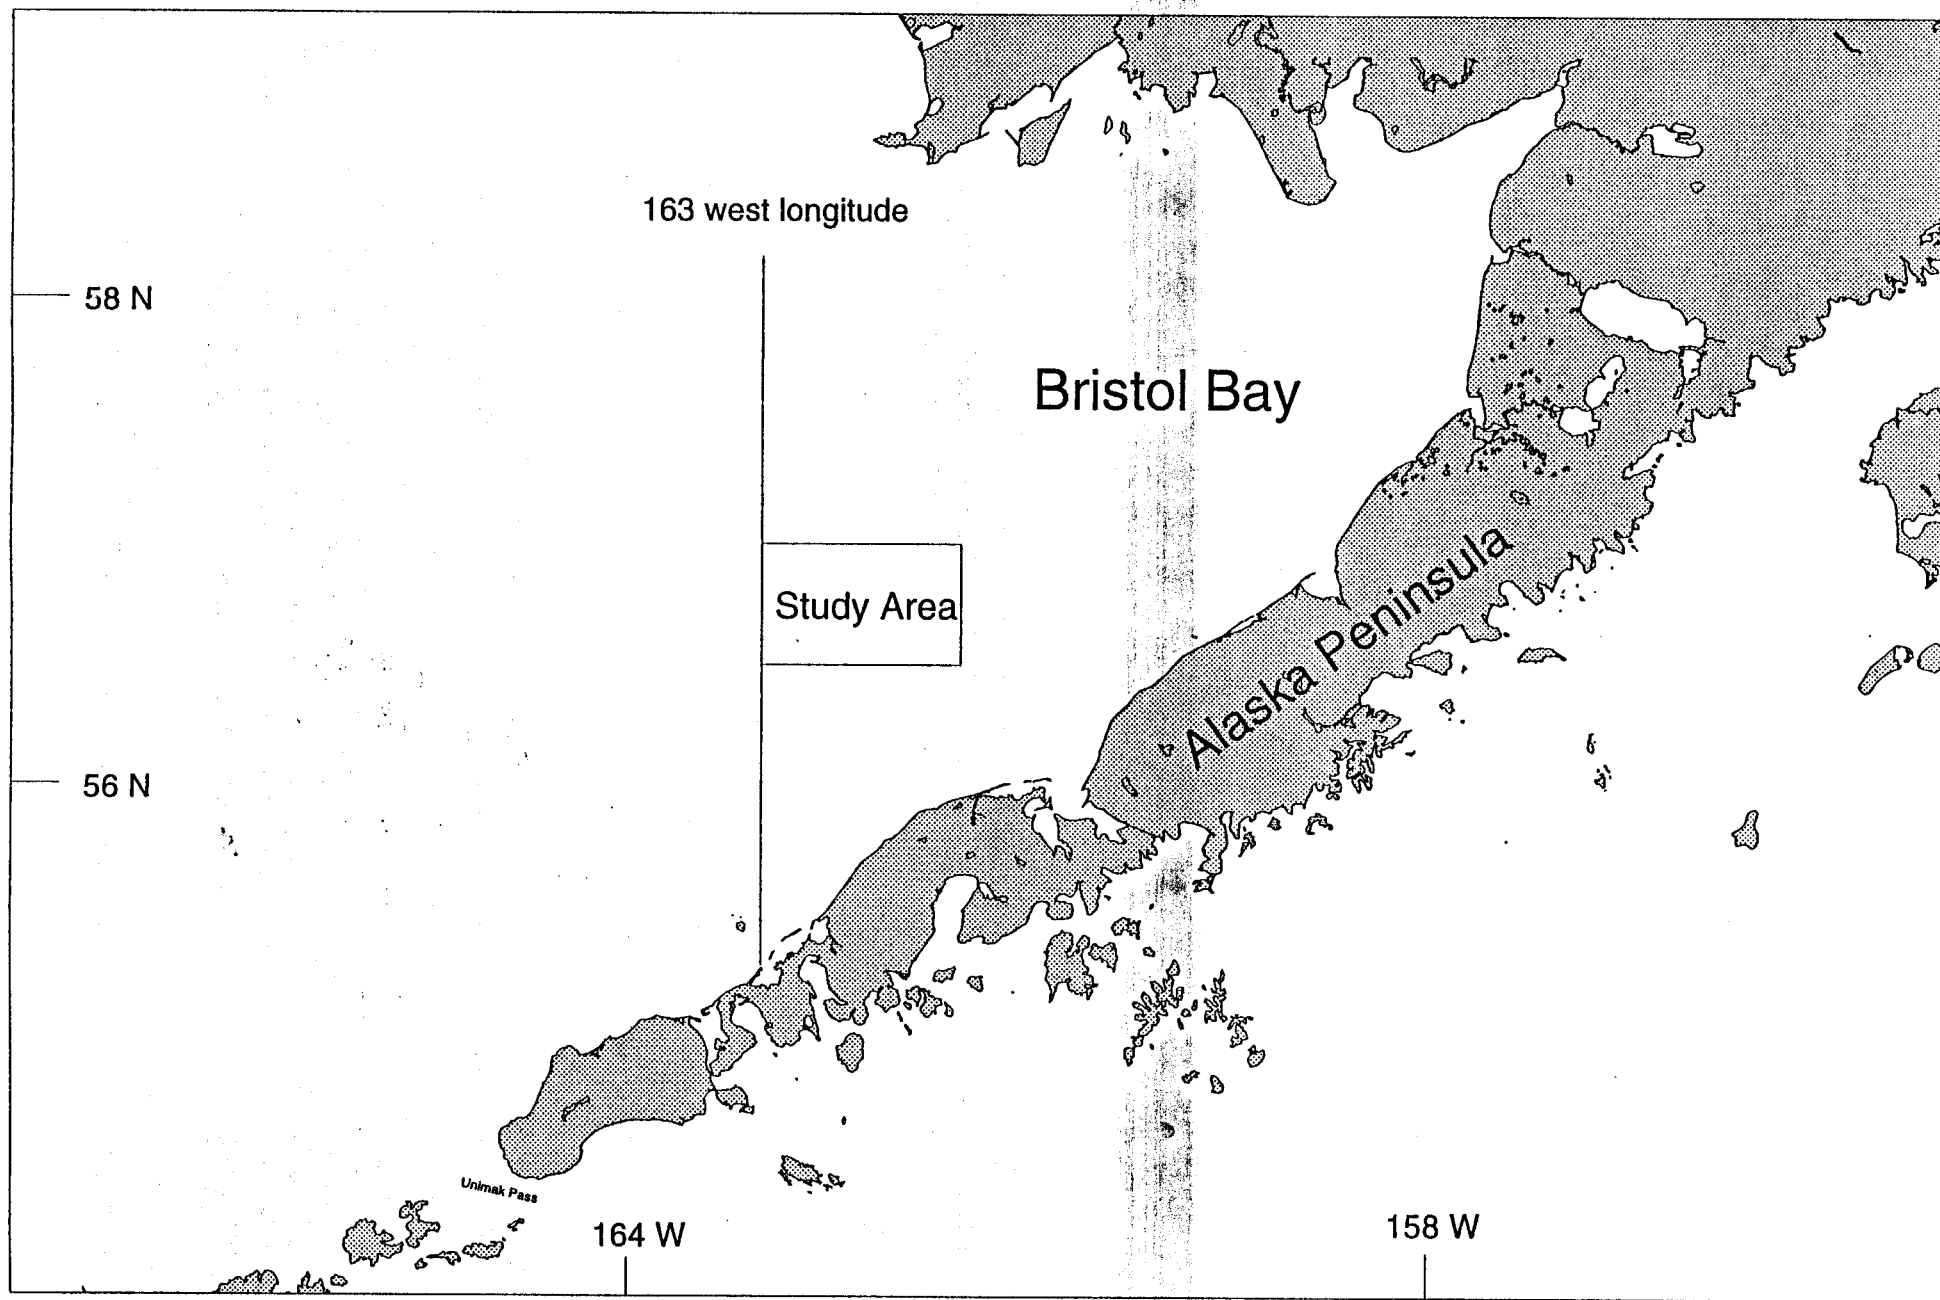 163 west longitude
58 N
Bristol Bay
Study Area
Alaska Peninsula
56 N
Unimak Pass
164 W
158 W